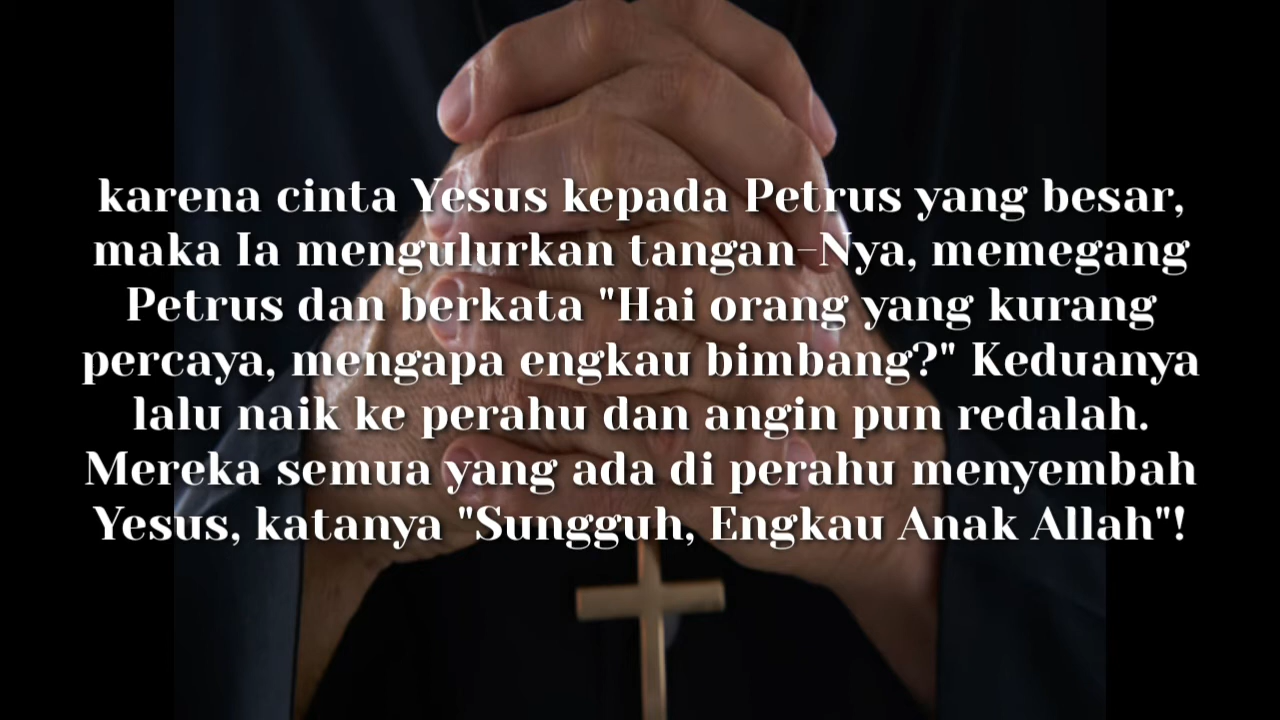 karena cinta Yesus kepada Petrus yang besar,
maka Ia mengulurkan tangan-Nya, memegang
Petrus dan berkata "Hai orang yang kurang
percaya, mengapa engkau bimbang?" Keduanya
lalu naik ke perahu dan angin pun redalah.
Mereka semua yang ada di perahu menyembah
Yesus, katanya "Sungguh, Engkau Anak Allah"!